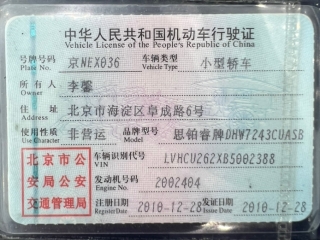 中华人民共和国机动车行驶证
Vehicle License of the People's Republic of China
号牌号码 京NEX036 车辆类型 小型轿车
Plate No. Vehicle Type
所有人 李馨
Owner
住址 北京市海淀区阜成路6号
Address
使用性质 非营运 品牌型号 思铂睿牌DHW7243CUASB
Use Character Model
北京市公安局公安交通管理局
车辆识别代号 LVHCU262XB5002388
VIN
发动机号码 2002404
Engine No.
注册日期 2010-12-28 发证日期 2010-12-28
Register Date Issue Date